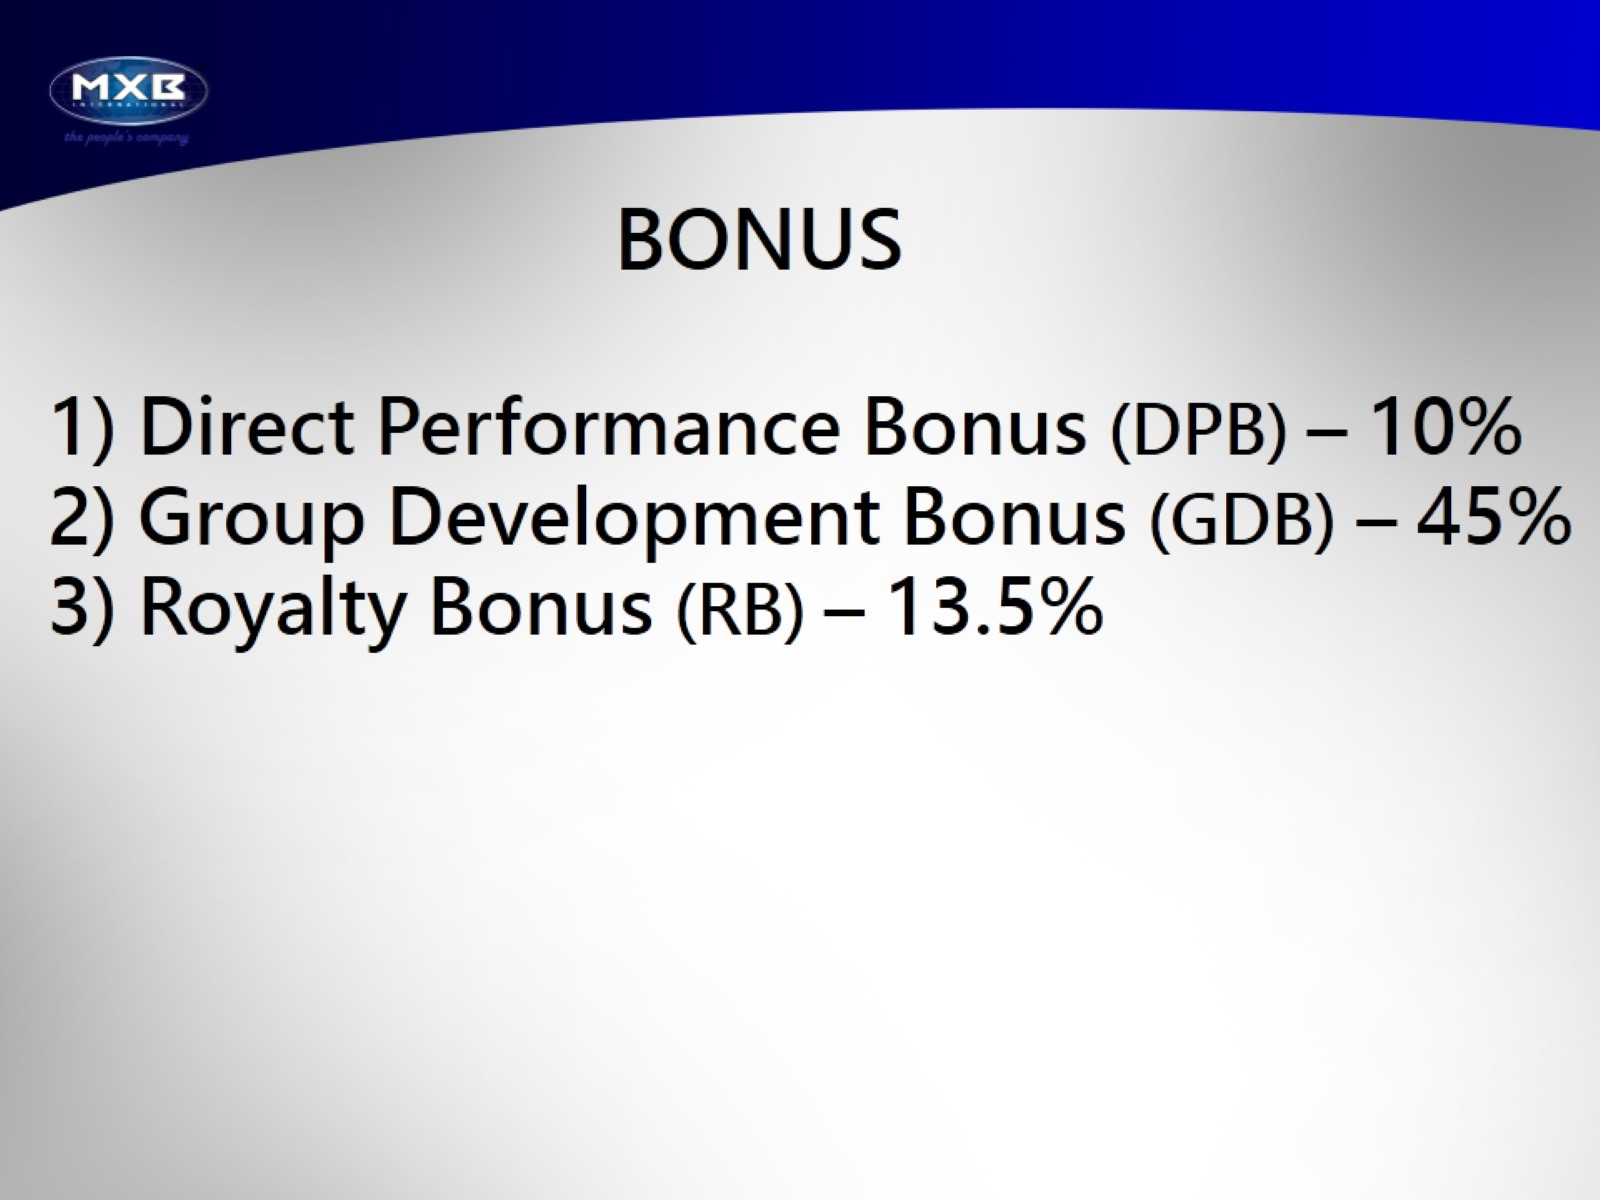 MXB
INTERNATIONAL
the people's company
BONUS
1) Direct Performance Bonus (DPB) – 10%
2) Group Development Bonus (GDB) – 45%
3) Royalty Bonus (RB) – 13.5%